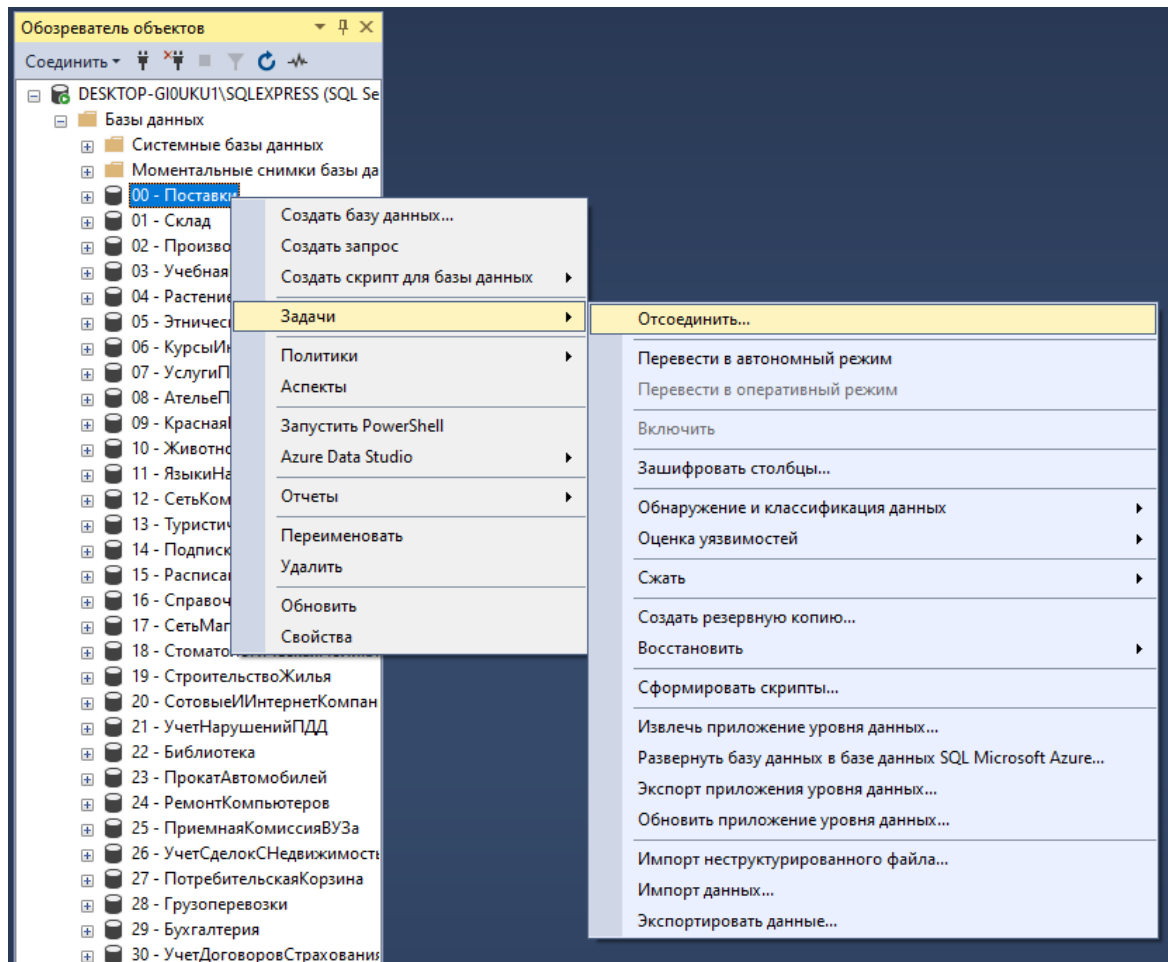 Обозреватель объектов
Соединить
DESKTOP-GI0UKU1\SQLEXPRESS (SQL Se
Базы данных
Системные базы данных
Моментальные снимки базы да
00 - Поставки
01 - Склад
02 - Произво
03 - Учебная
04 - Растение
05 - Этническ
06 - КурсыИн
07 - УслугиП
08 - АтельеП
09 - Красная
10 - Животно
11 - ЯзыкиНа
12 - СетьКом
13 - Туристич
14 - Подписк
15 - Расписа
16 - Справоч
17 - СетьМаг
18 - Стомато
19 - СтроительствоЖилья
20 - СотовыеИИнтернетКомпан
21 - УчетНарушенийПДД
22 - Библиотека
23 - ПрокатАвтомобилей
24 - РемонтКомпьютеров
25 - ПриемнаяКомиссияВУЗа
26 - УчетСделокСНедвижимость
27 - ПотребительскаяКорзина
28 - Грузоперевозки
29 - Бухгалтерия
30 - УчетДоговоровСтрахования
Создать базу данных...
Создать запрос
Создать скрипт для базы данных
Задачи
Политики
Аспекты
Запустить PowerShell
Azure Data Studio
Отчеты
Переименовать
Удалить
Обновить
Свойства
Отсоединить...
Перевести в автономный режим
Перевести в оперативный режим
Включить
Зашифровать столбцы...
Обнаружение и классификация данных
Оценка уязвимостей
Сжать
Создать резервную копию...
Восстановить
Сформировать скрипты...
Извлечь приложение уровня данных...
Развернуть базу данных в базе данных SQL Microsoft Azure...
Экспорт приложения уровня данных...
Обновить приложение уровня данных...
Импорт неструктурированного файла...
Импорт данных...
Экспортировать данные...